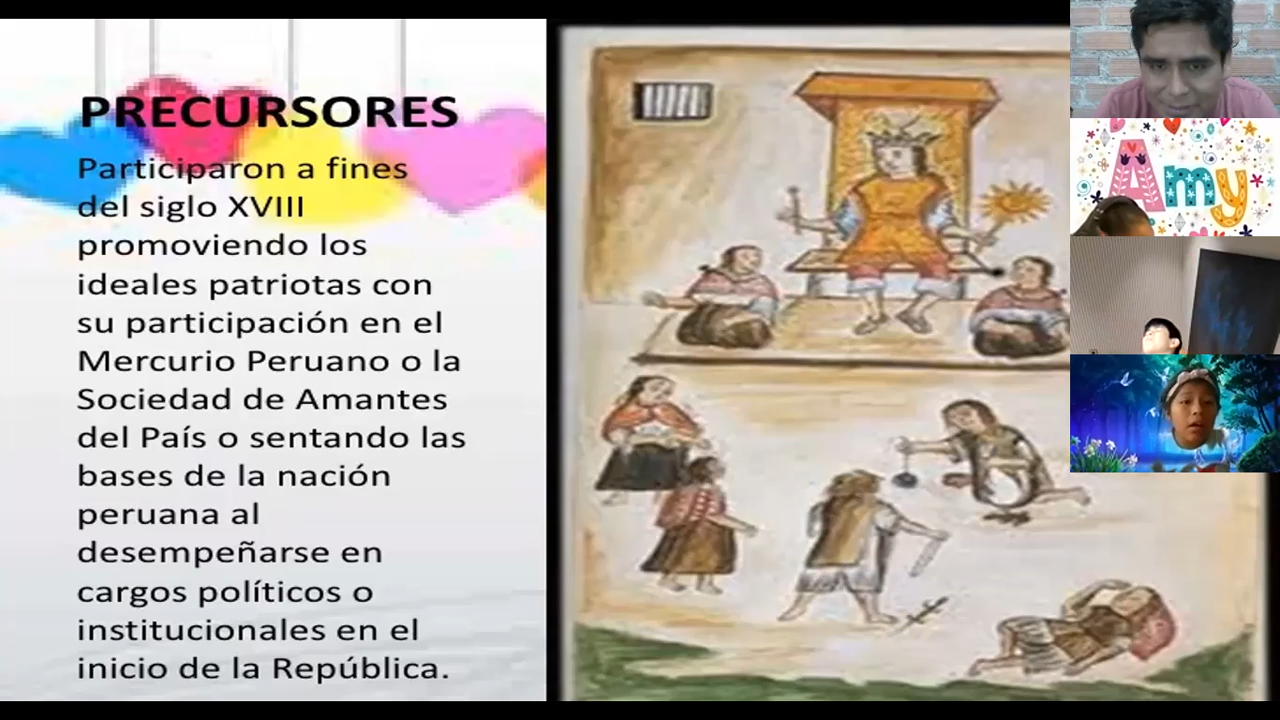 PRECURSORES
Participaron a fines
del siglo XVIII
promoviendo los
ideales patriotas con
su participación en el
Mercurio Peruano o la
Sociedad de Amantes
del País o sentando las
bases de la nación
peruana al
desempeñarse en
cargos políticos o
institucionales en el
inicio de la República.
Amy